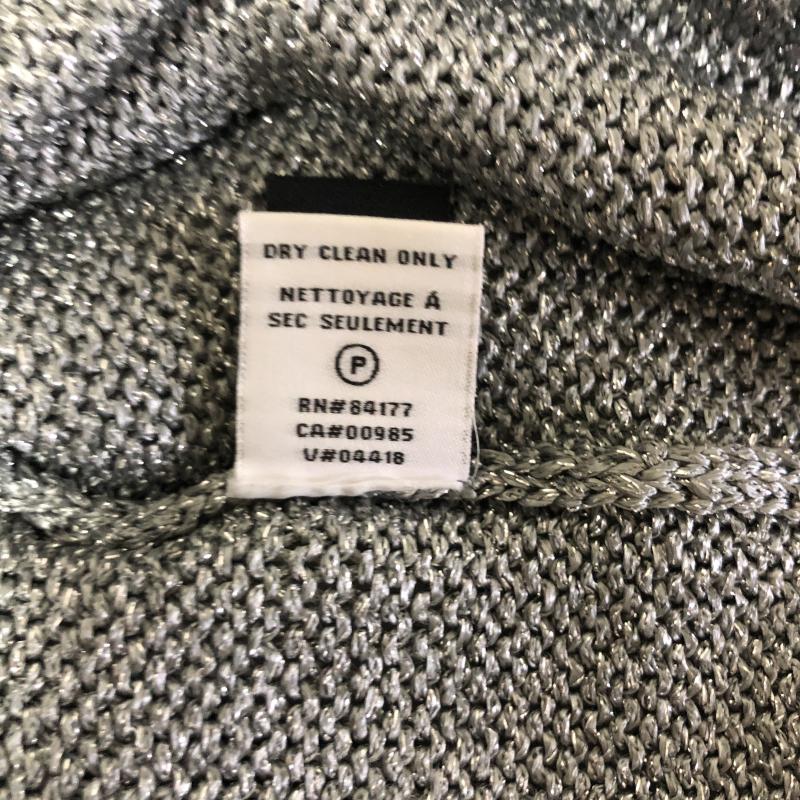 DRY CLEAN ONLY
NETTOYAGE Á
SEC SEULEMENT
P
RN#84177
CA#00985
V#04418